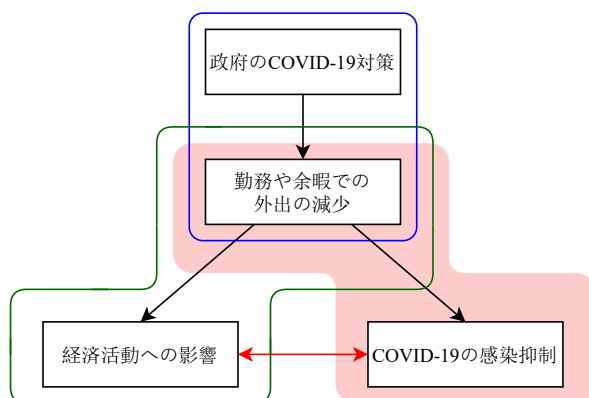 政府のCOVID-19対策
勤務や余暇での
外出の減少
経済活動への影響
COVID-19の感染抑制